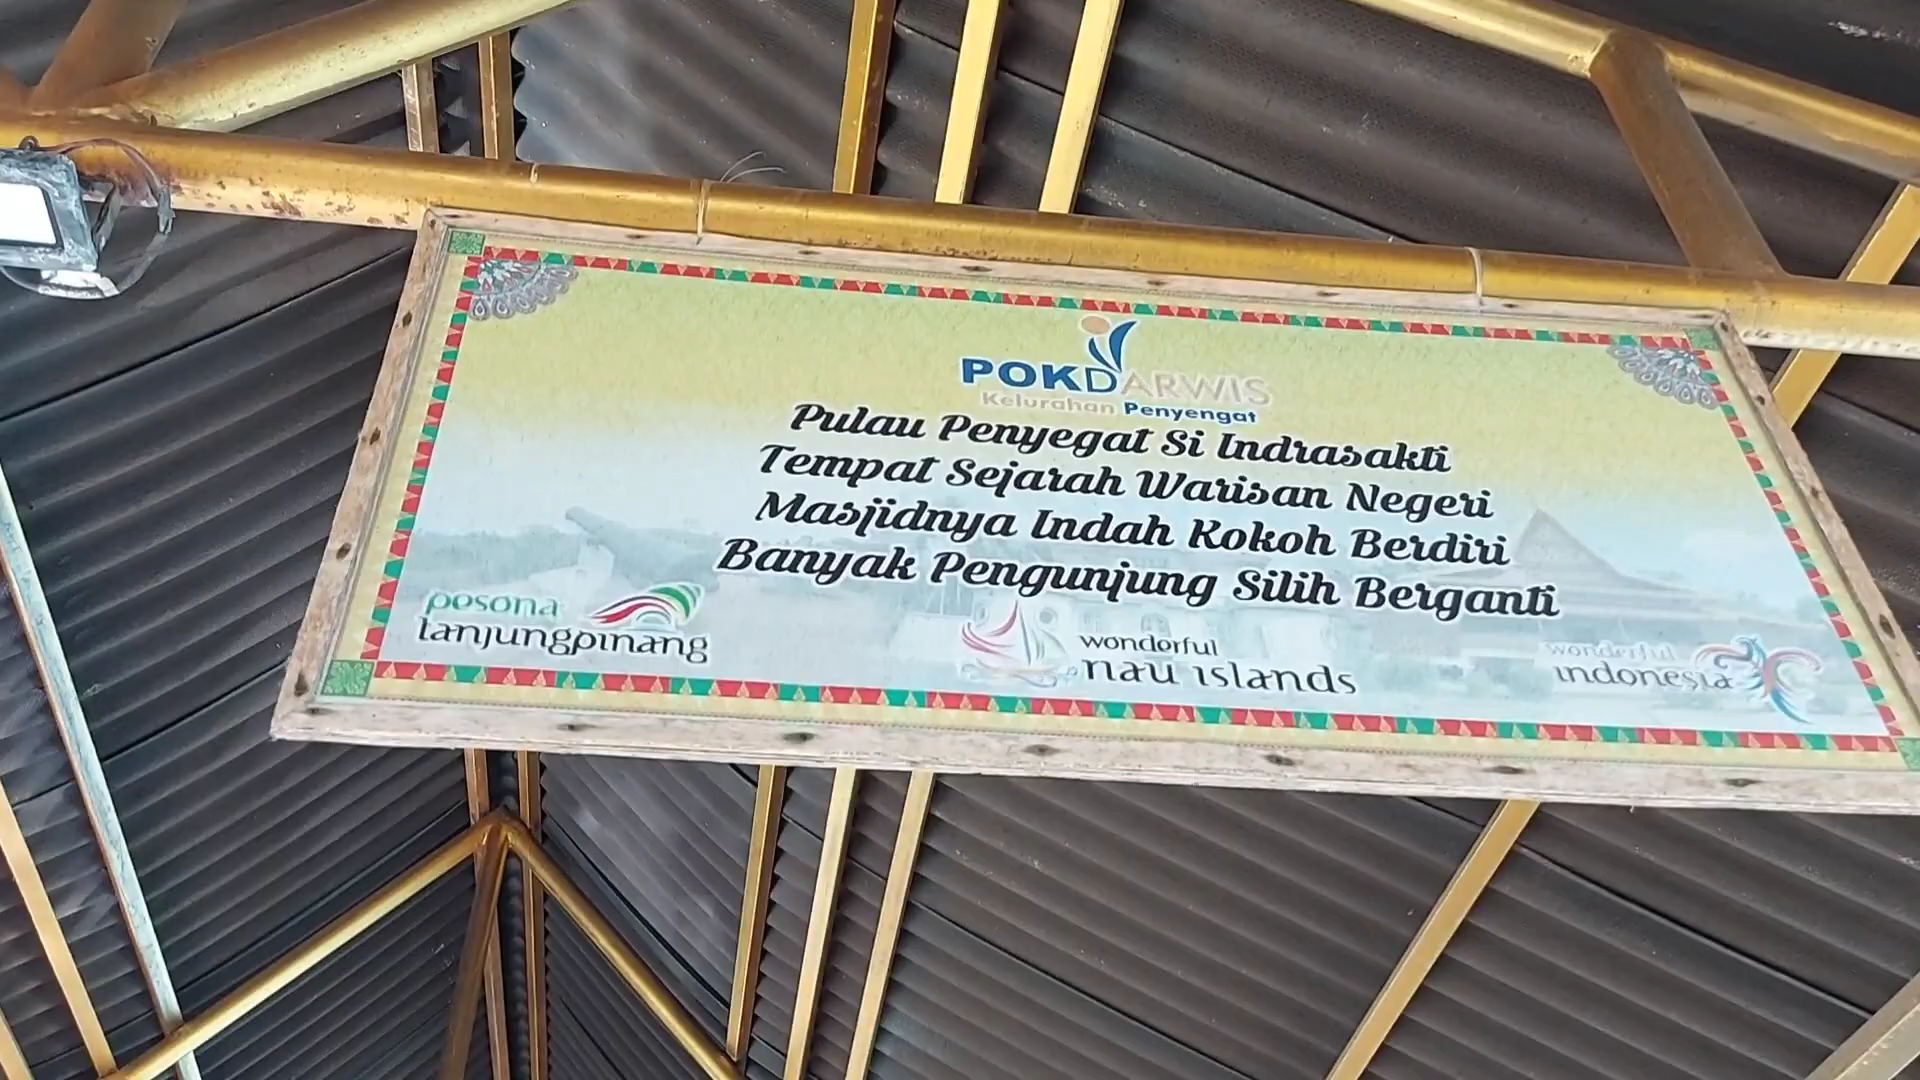 POKDARWIS
Kelurahan Penyengat
Pulau Penyegat Si Indrasakti
Tempat Sejarah Warisan Negeri
Masjidnya Indah Kokoh Berdiri
Banyak Pengunjung Silih Berganti
pesona
tanjungpinang
wonderful
riau islands
wonderful
indonesia